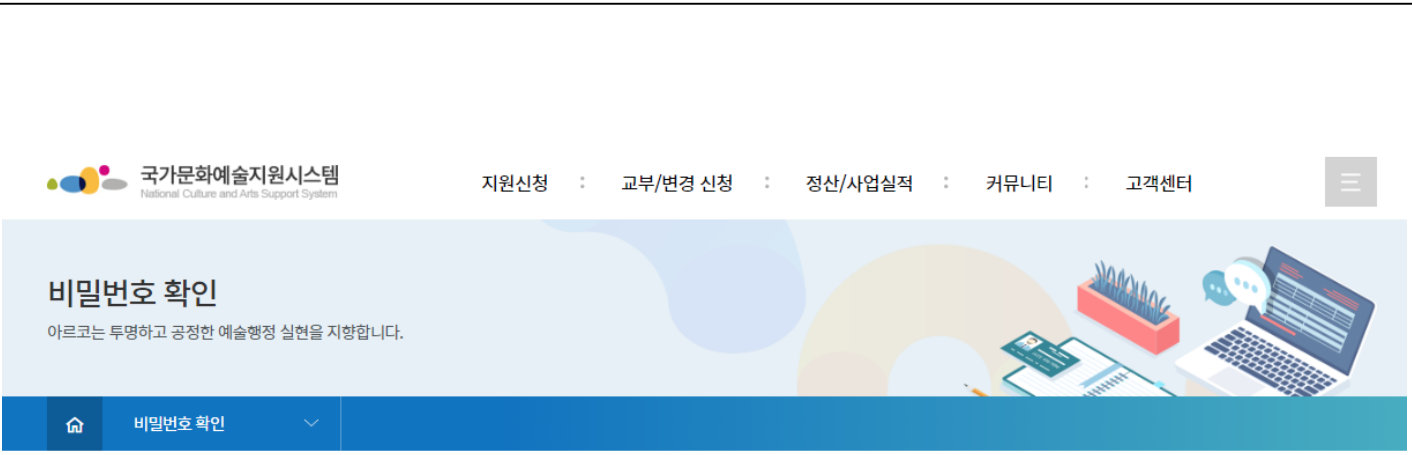 국가문화예술지원시스템
National Culture and Arts Support System
지원신청 : 교부/변경 신청 : 정산/사업실적 : 커뮤니티 : 고객센터
비밀번호 확인
아르코는 투명하고 공정한 예술행정 실현을 지향합니다.
비밀번호 확인